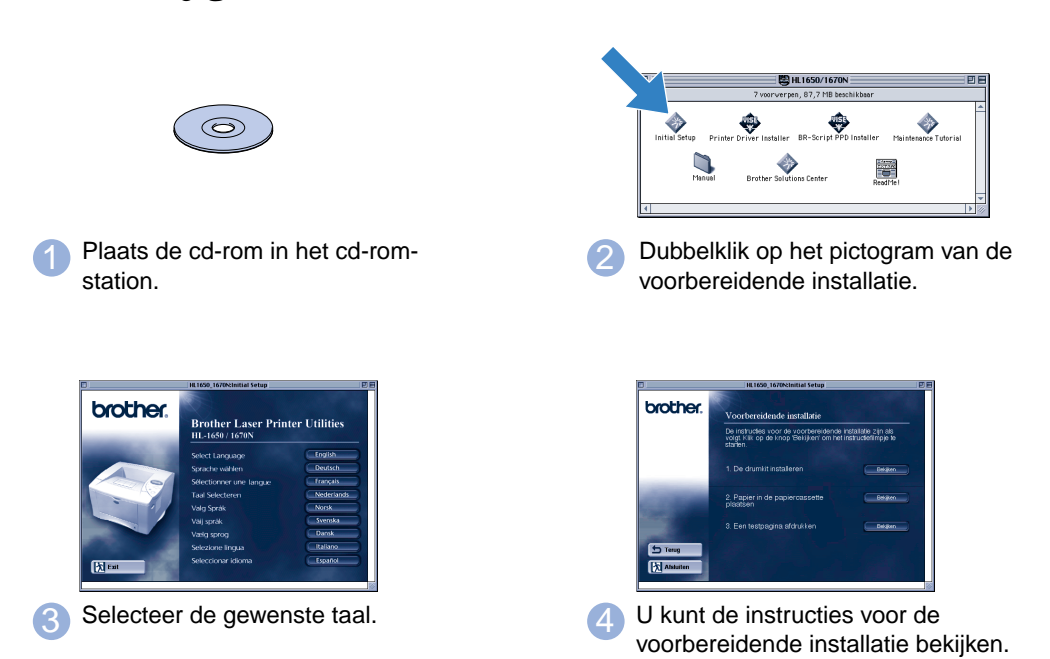 HL1650/1670N
7 voorwerpen, 87,7 MB beschikbaar
Initial Setup
Printer Driver Installer
BR-Script PPD Installer
Maintenance Tutorial
Manual
Brother Solutions Center
ReadMe!
1 Plaats de cd-rom in het cd-rom-
station.
2 Dubbelklik op het pictogram van de
voorbereidende installatie.
HL1650_1670N:Initial Setup
brother.
Brother Laser Printer Utilities
HL-1650 / 1670N
Select Language English
Sprache wählen Deutsch
Sélectionner une langue Français
Taal Selecteren Nederlands
Valg Språk Norsk
Välj språk Svenska
Vælg sprog Dansk
Selezione lingua Italiano
Seleccionar idioma Español
Exit
3 Selecteer de gewenste taal.
HL1650_1670N:Initial Setup
brother.
Voorbereidende installatie
De instructies voor de voorbereidende installatie zijn als
volgt. Klik op de knop 'Bekijken' om het instructiefilmpje te
starten.
1. De drumkit installeren Bekijken
2. Papier in de papiercassette
plaatsen Bekijken
3. Een testpagina afdrukken Bekijken
Terug
Afsluiten
4 U kunt de instructies voor de
voorbereidende installatie bekijken.